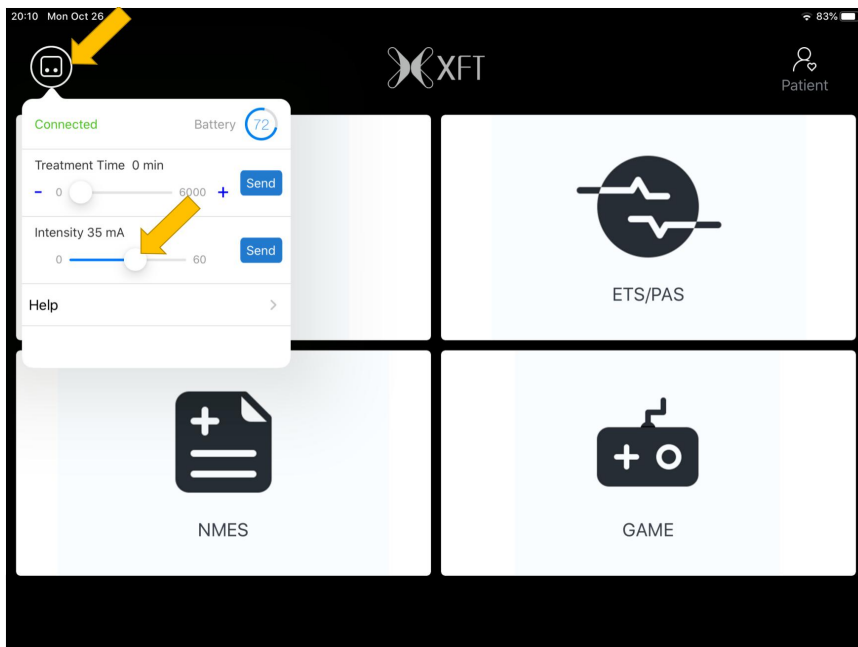 20:10 Mon Oct 26
83%
XFT
Patient
Connected
Battery 72
Treatment Time 0 min
- 0 6000 + Send
Intensity 35 mA
0 60 Send
Help >
ETS/PAS
NMES
GAME